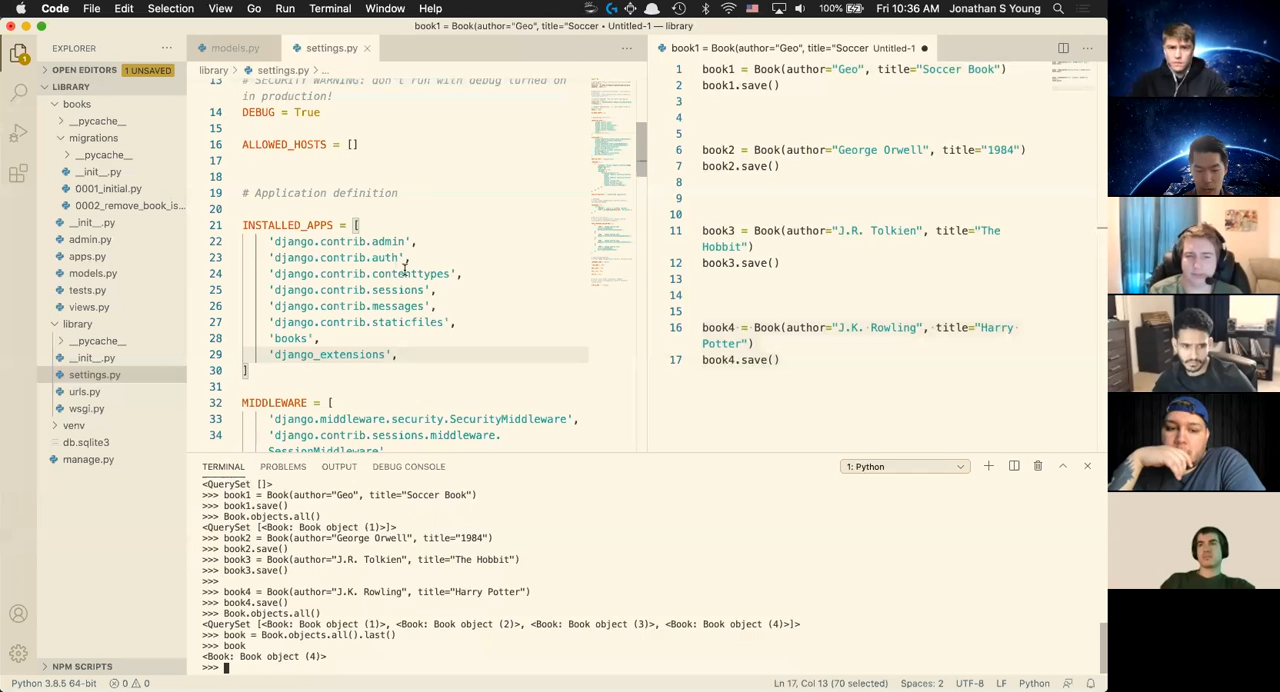 Code File Edit Selection View Go Run Terminal Window Help 100% Fri 10:36 AM Jonathan S Young
book1 = Book(author="Geo", title="Soccer • Untitled-1 — library
EXPLORER
OPEN EDITORS 1 UNSAVED
LIBRARY
books
__pycache__
migrations
__pycache__
__init__.py
0001_initial.py
0002_remove_book_is...
__init__.py
admin.py
apps.py
models.py
tests.py
views.py
library
__pycache__
__init__.py
settings.py
urls.py
wsgi.py
venv
db.sqlite3
manage.py
NPM SCRIPTS
models.py settings.py
library > settings.py > ...
13 # SECURITY WARNING: run with debug turned on
in production!
14 DEBUG = True
15
16 ALLOWED_HOSTS = []
17
18
19 # Application definition
20
21 INSTALLED_APPS = [
22 'django.contrib.admin',
23 'django.contrib.auth',
24 'django.contrib.contenttypes',
25 'django.contrib.sessions',
26 'django.contrib.messages',
27 'django.contrib.staticfiles',
28 'books',
29 'django_extensions',
30 ]
31
32 MIDDLEWARE = [
33 'django.middleware.security.SecurityMiddleware',
34 'django.contrib.sessions.middleware.
SessionMiddleware'
book1 = Book(author="Geo", title="Soccer Untitled-1
1 book1 = Book(author="Geo", title="Soccer Book")
2 book1.save()
3
4
5
6 book2 = Book(author="George Orwell", title="1984")
7 book2.save()
8
9
10
11 book3 = Book(author="J.R. Tolkien", title="The
Hobbit")
12 book3.save()
13
14
15
16 book4 = Book(author="J.K. Rowling", title="Harry
Potter")
17 book4.save()
TERMINAL PROBLEMS OUTPUT DEBUG CONSOLE 1: Python
<QuerySet []>
>>> book1 = Book(author="Geo", title="Soccer Book")
>>> book1.save()
>>> Book.objects.all()
<QuerySet [<Book: Book object (1)>]>
>>> book2 = Book(author="George Orwell", title="1984")
>>> book2.save()
>>> book3 = Book(author="J.R. Tolkien", title="The Hobbit")
>>> book3.save()
>>>
>>> book4 = Book(author="J.K. Rowling", title="Harry Potter")
>>> book4.save()
>>> Book.objects.all()
<QuerySet [<Book: Book object (1)>, <Book: Book object (2)>, <Book: Book object (3)>, <Book: Book object (4)>]>
>>> book = Book.objects.all().last()
>>> book
<Book: Book object (4)>
>>>
Python 3.8.5 64-bit 0 0 Ln 17, Col 13 (70 selected) Spaces: 2 UTF-8 LF Python